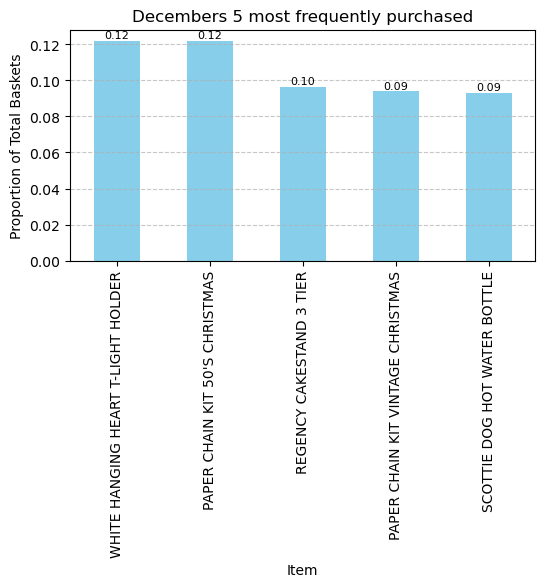 Decembers 5 most frequently purchased
Proportion of Total Baskets
0.12
0.10
0.08
0.06
0.04
0.02
0.00
0.12
0.12
0.10
0.09
0.09
WHITE HANGING HEART T-LIGHT HOLDER
PAPER CHAIN KIT 50'S CHRISTMAS
REGENCY CAKESTAND 3 TIER
PAPER CHAIN KIT VINTAGE CHRISTMAS
SCOTTIE DOG HOT WATER BOTTLE
Item